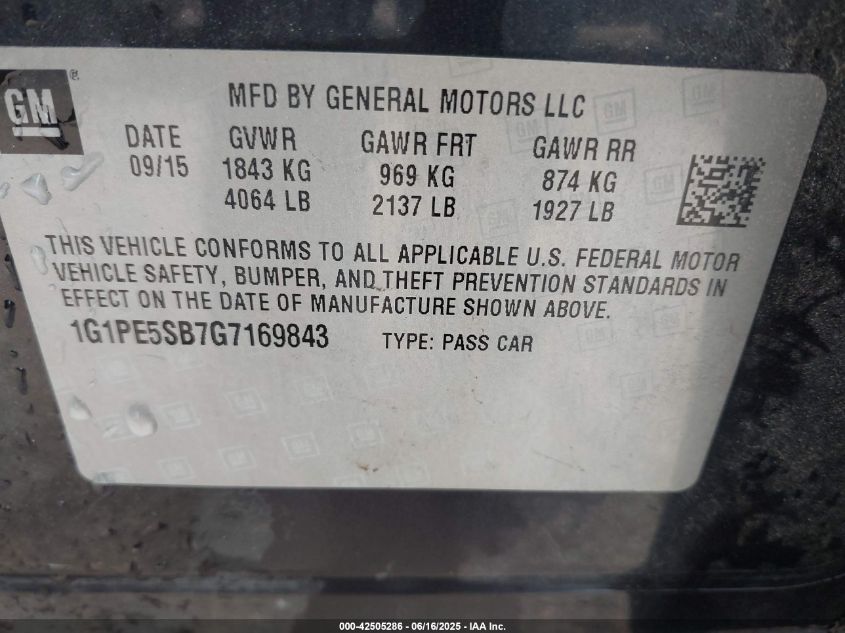 GM ®
MFD BY GENERAL MOTORS LLC
DATE GVWR GAWR FRT GAWR RR
09/15 1843 KG 969 KG 874 KG
4064 LB 2137 LB 1927 LB
THIS VEHICLE CONFORMS TO ALL APPLICABLE U.S. FEDERAL MOTOR
VEHICLE SAFETY, BUMPER, AND THEFT PREVENTION STANDARDS IN
EFFECT ON THE DATE OF MANUFACTURE SHOWN ABOVE.
1G1PE5SB7G7169843 TYPE: PASS CAR
000-42505286 - 06/16/2025 - IAA Inc.